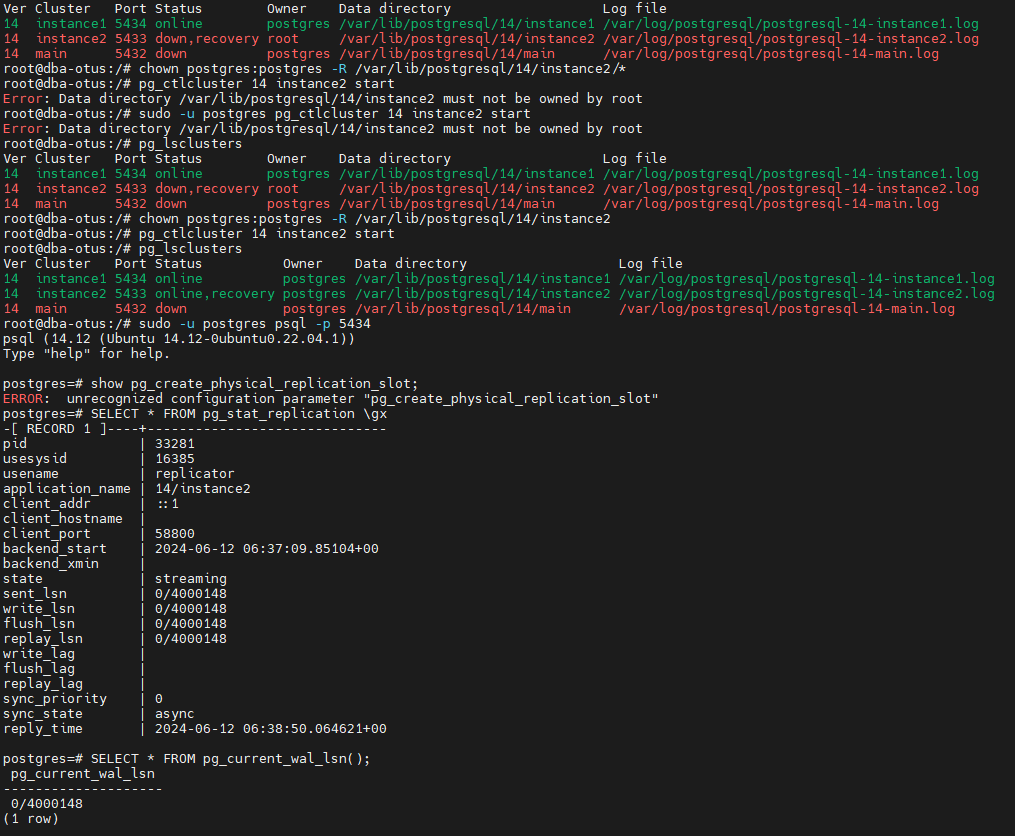 Ver Cluster   Port Status        Owner    Data directory                   Log file
14  instance1 5434 online        postgres /var/lib/postgresql/14/instance1 /var/log/postgresql/postgresql-14-instance1.log
14  instance2 5433 down,recovery root     /var/lib/postgresql/14/instance2 /var/log/postgresql/postgresql-14-instance2.log
14  main      5432 down          postgres /var/lib/postgresql/14/main      /var/log/postgresql/postgresql-14-main.log
root@dba-otus:/# chown postgres:postgres -R /var/lib/postgresql/14/instance2/*
root@dba-otus:/# pg_ctlcluster 14 instance2 start
Error: Data directory /var/lib/postgresql/14/instance2 must not be owned by root
root@dba-otus:/# sudo -u postgres pg_ctlcluster 14 instance2 start
Error: Data directory /var/lib/postgresql/14/instance2 must not be owned by root
root@dba-otus:/# pg_lsclusters
Ver Cluster   Port Status        Owner    Data directory                   Log file
14  instance1 5434 online        postgres /var/lib/postgresql/14/instance1 /var/log/postgresql/postgresql-14-instance1.log
14  instance2 5433 down,recovery root     /var/lib/postgresql/14/instance2 /var/log/postgresql/postgresql-14-instance2.log
14  main      5432 down          postgres /var/lib/postgresql/14/main      /var/log/postgresql/postgresql-14-main.log
root@dba-otus:/# chown postgres:postgres -R /var/lib/postgresql/14/instance2
root@dba-otus:/# pg_ctlcluster 14 instance2 start
root@dba-otus:/# pg_lsclusters
Ver Cluster   Port Status          Owner    Data directory                   Log file
14  instance1 5434 online          postgres /var/lib/postgresql/14/instance1 /var/log/postgresql/postgresql-14-instance1.log
14  instance2 5433 online,recovery postgres /var/lib/postgresql/14/instance2 /var/log/postgresql/postgresql-14-instance2.log
14  main      5432 down            postgres /var/lib/postgresql/14/main      /var/log/postgresql/postgresql-14-main.log
root@dba-otus:/# sudo -u postgres psql -p 5434
psql (14.12 (Ubuntu 14.12-0ubuntu0.22.04.1))
Type "help" for help.

postgres=# show pg_create_physical_replication_slot;
ERROR:  unrecognized configuration parameter "pg_create_physical_replication_slot"
postgres=# SELECT * FROM pg_stat_replication \gx
-[ RECORD 1 ]----+------------------------------
pid              | 33281
usesysid         | 16385
usename          | replicator
application_name | 14/instance2
client_addr      | ::1
client_hostname  |
client_port      | 58800
backend_start    | 2024-06-12 06:37:09.85104+00
backend_xmin     |
state            | streaming
sent_lsn         | 0/4000148
write_lsn        | 0/4000148
flush_lsn        | 0/4000148
replay_lsn       | 0/4000148
write_lag        |
flush_lag        |
replay_lag       |
sync_priority    | 0
sync_state       | async
reply_time       | 2024-06-12 06:38:50.064621+00

postgres=# SELECT * FROM pg_current_wal_lsn();
 pg_current_wal_lsn
--------------------
 0/4000148
(1 row)